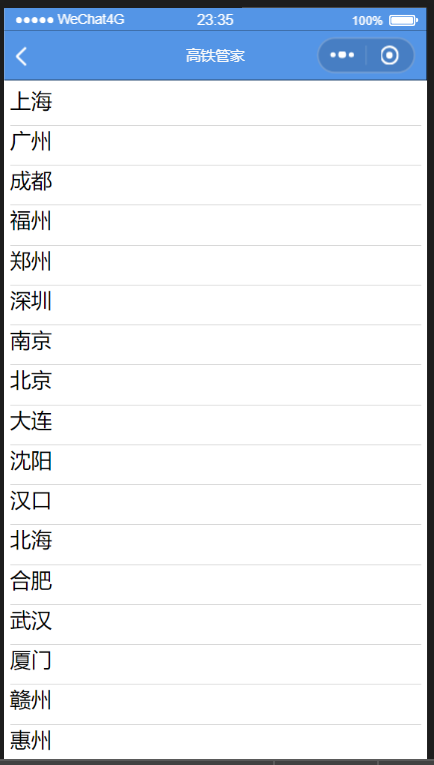 WeChat4G 23:35 100%
高铁管家
上海
广州
成都
福州
郑州
深圳
南京
北京
大连
沈阳
汉口
北海
合肥
武汉
厦门
赣州
惠州